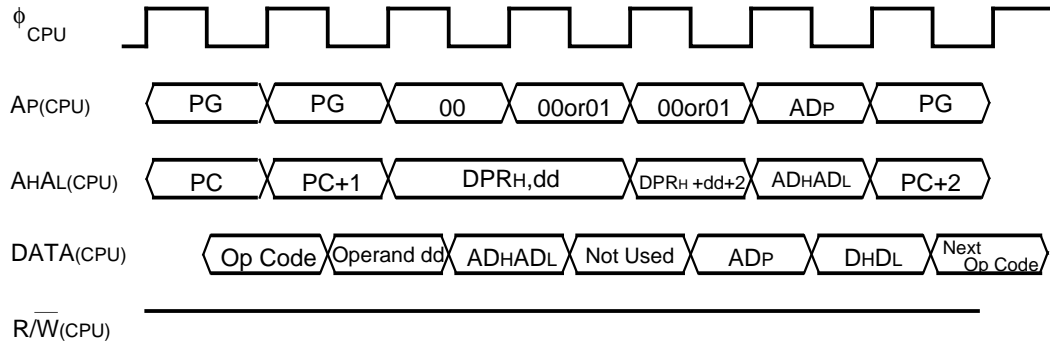 ϕ CPU
AP(CPU) PG PG 00 00or01 00or01 ADP PG
AHAL(CPU) PC PC+1 DPRH,dd DPRH +dd+2 ADHADL PC+2
DATA(CPU) Op Code Operand dd ADHADL Not Used ADP DHDL Next Op Code
R/W̅(CPU)